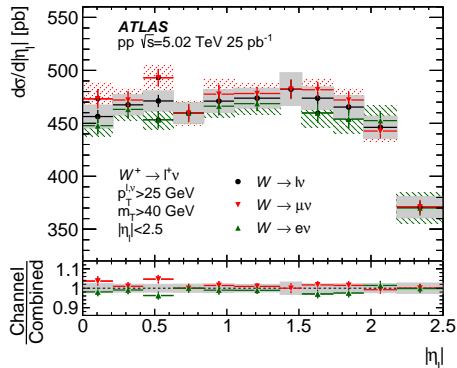 dσ/d|η_l| [pb]
ATLAS
pp √s=5.02 TeV 25 pb⁻¹
550
500
450
400
350
W⁺ → l⁺ν
p_T^{l,ν}>25 GeV
m_T>40 GeV
|η_l|<2.5
W → lν
W → μν
W → eν
Channel
Combined
1.1
1
0.9
0 0.5 1 1.5 2 2.5
|η_l|